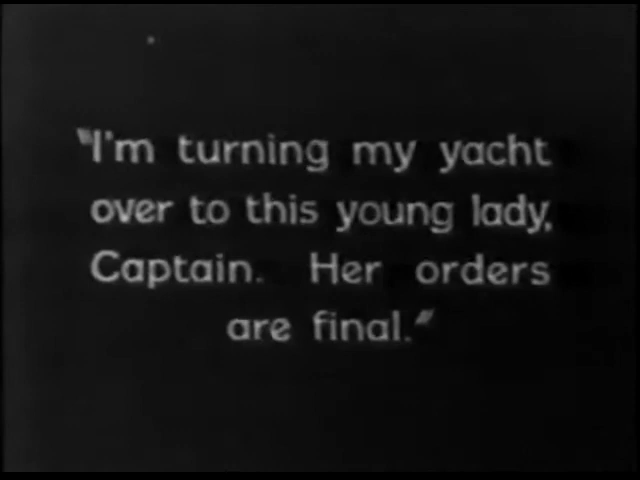 "I'm turning my yacht
over to this young lady,
Captain. Her orders
are final."